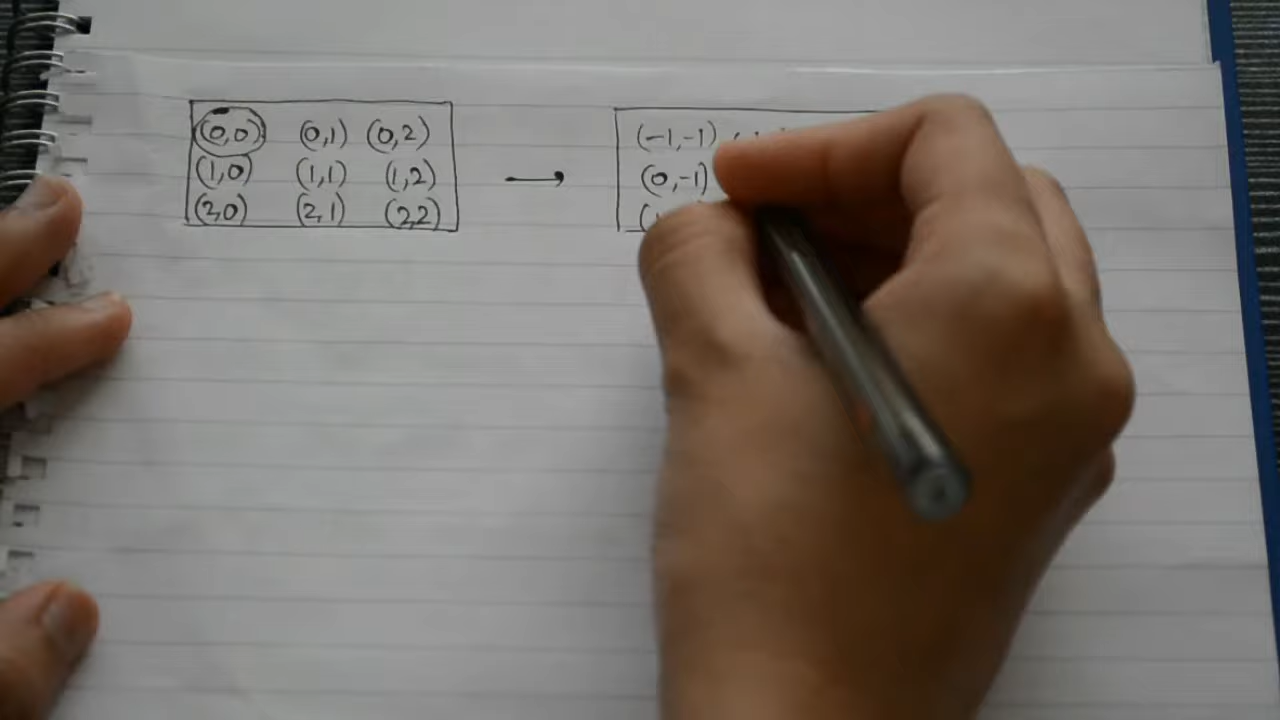 (0,0) (0,1) (0,2) → (-1,-1)
(1,0) (1,1) (1,2) (0,-1)
(2,0) (2,1) (2,2)